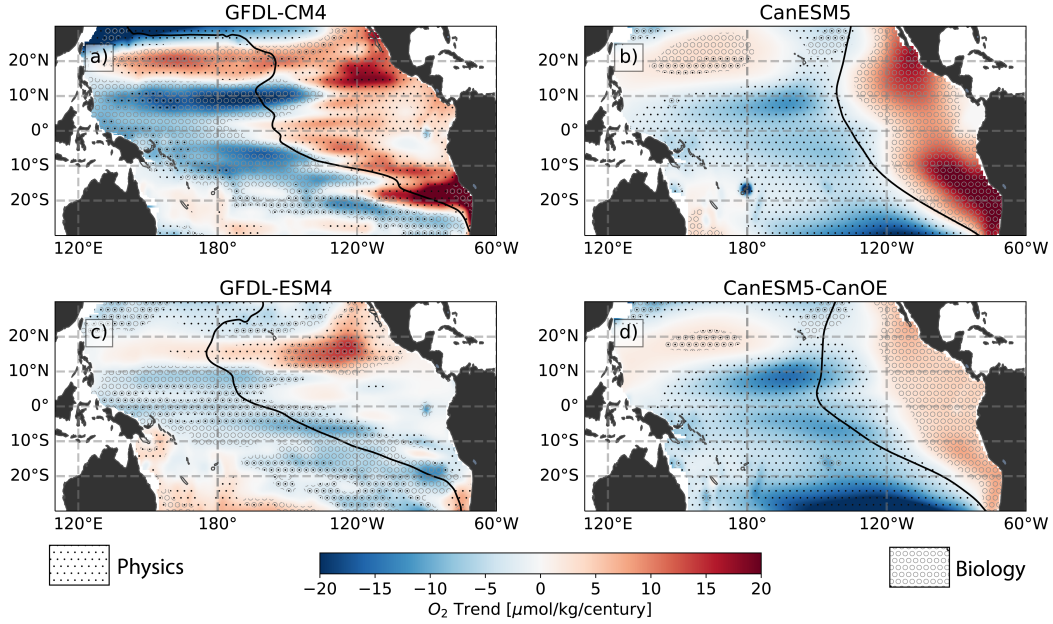 GFDL-CM4
CanESM5
a)
b)
20°N
10°N
0°
10°S
20°S
20°N
10°N
0°
10°S
20°S
120°E 180° 120°W 60°W
120°E 180° 120°W 60°W
GFDL-ESM4
CanESM5-CanOE
c)
d)
20°N
10°N
0°
10°S
20°S
20°N
10°N
0°
10°S
20°S
120°E 180° 120°W 60°W
120°E 180° 120°W 60°W
Physics
Biology
−20 −15 −10 −5 0 5 10 15 20
O₂ Trend [μmol/kg/century]